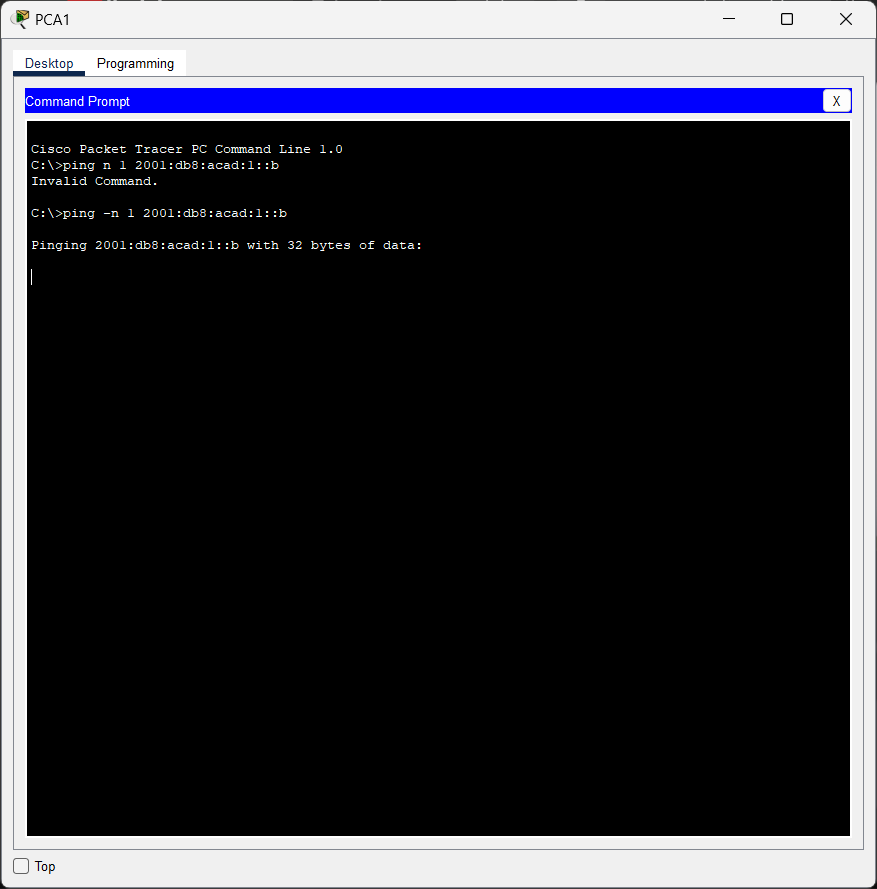 PCA1
Desktop Programming
Command Prompt X
Cisco Packet Tracer PC Command Line 1.0
C:\>ping n 1 2001:db8:acad:1::b
Invalid Command.
C:\>ping -n 1 2001:db8:acad:1::b
Pinging 2001:db8:acad:1::b with 32 bytes of data:
Top